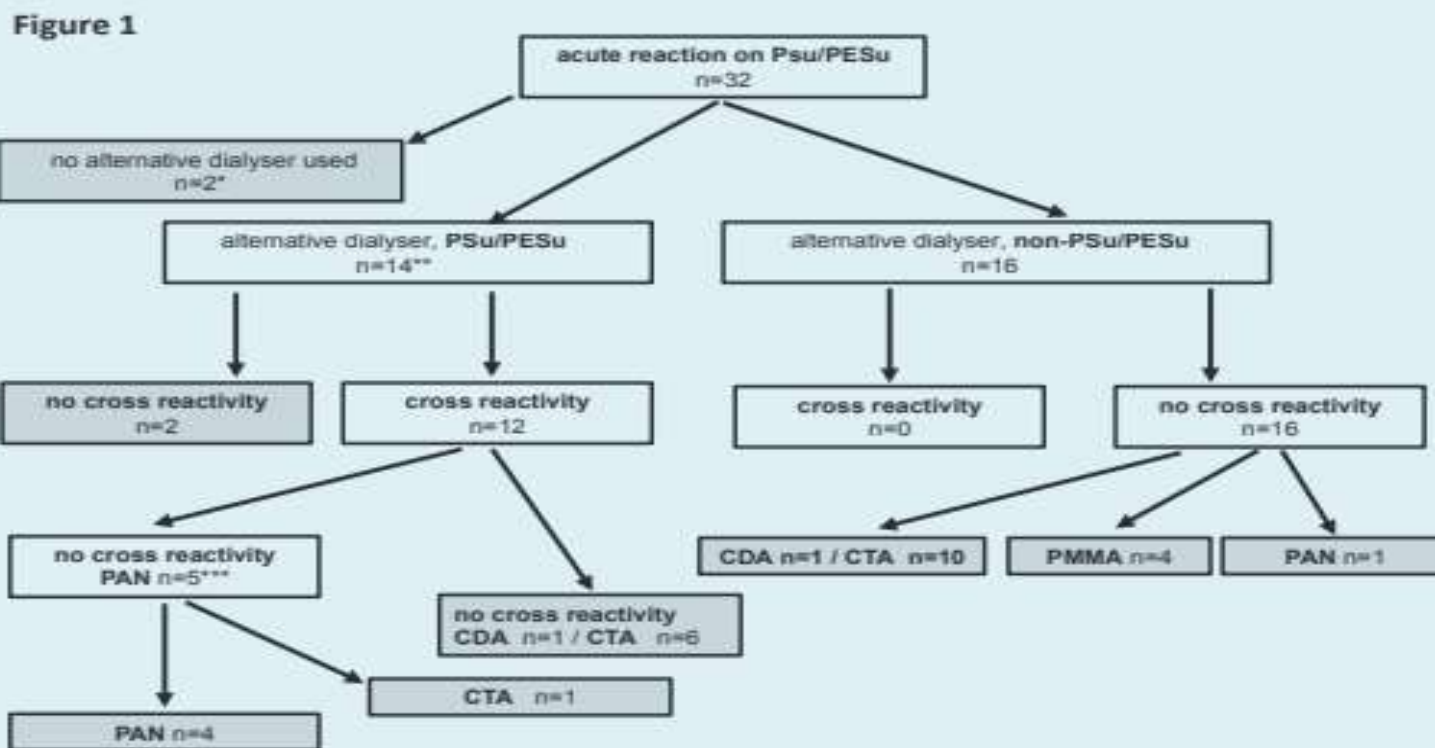 Figure 1
acute reaction on Psu/PESu
n=32
no alternative dialyser used
n=2*
alternative dialyser, PSu/PESu
n=14**
alternative dialyser, non-PSu/PESu
n=16
no cross reactivity
n=2
cross reactivity
n=12
cross reactivity
n=0
no cross reactivity
n=16
no cross reactivity
PAN n=5***
no cross reactivity
CDA n=1 / CTA n=6
CDA n=1 / CTA n=10
PMMA n=4
PAN n=1
CTA n=1
PAN n=4